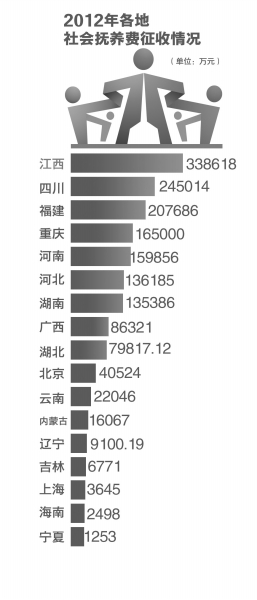 2012年各地
社会抚养费征收情况
（单位：万元）
江西 338618
四川 245014
福建 207686
重庆 165000
河南 159856
河北 136185
湖南 135386
广西 86321
湖北 79817.12
北京 40524
云南 22046
内蒙古 16067
辽宁 9100.19
吉林 6771
上海 3645
海南 2498
宁夏 1253